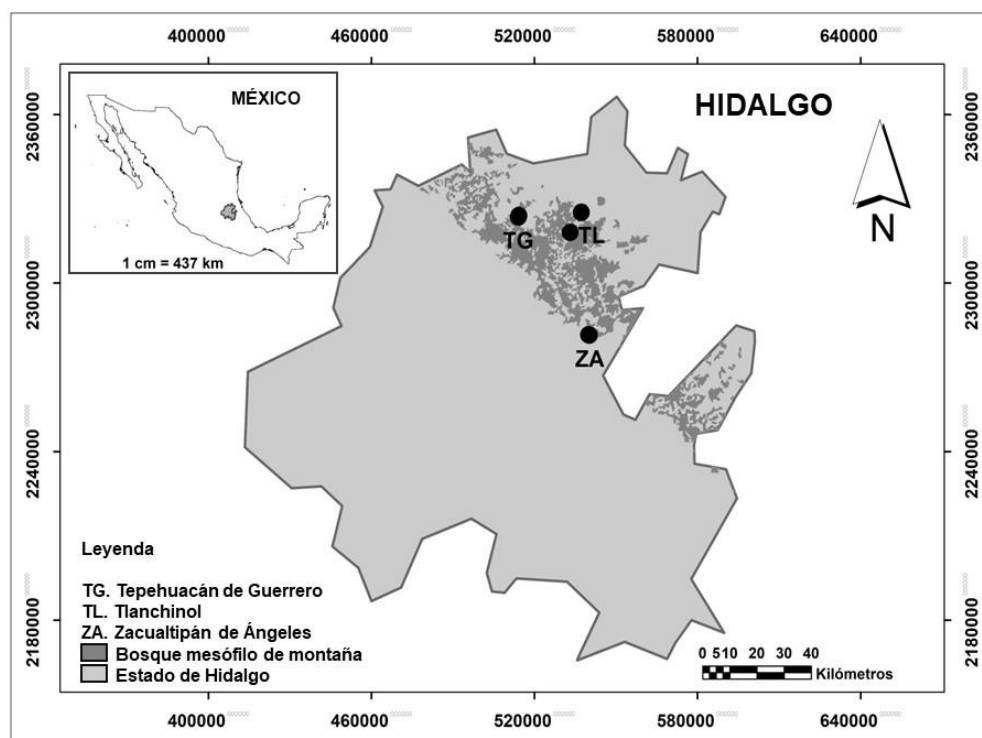 400000 460000 520000 580000 640000
MÉXICO
HIDALGO
2360000 2360000
N
TG TL
1 cm = 437 km
2300000 2300000
ZA
2240000 2240000
Leyenda
TG. Tepehuacán de Guerrero
TL. Tlanchinol
2180000 2180000
ZA. Zacualtipán de Ángeles
Bosque mesófilo de montaña
0 5 10 20 30 40
Estado de Hidalgo
Kilómetros
400000 460000 520000 580000 640000